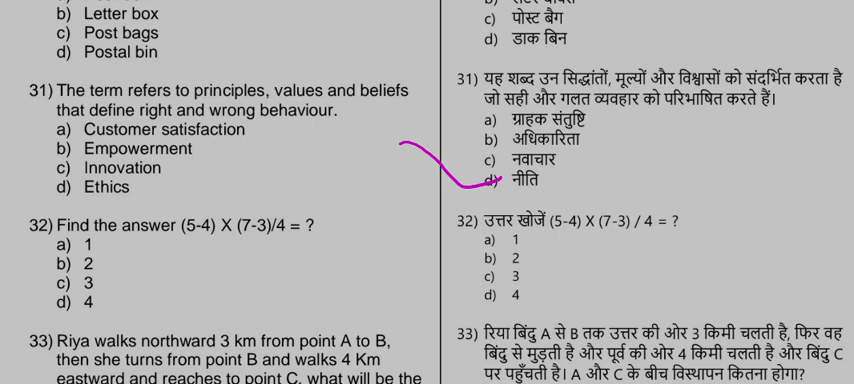 b) Letter box
c) Post bags
d) Postal bin
31) The term refers to principles, values and beliefs
that define right and wrong behaviour.
a) Customer satisfaction
b) Empowerment
c) Innovation
d) Ethics
32) Find the answer (5-4) X (7-3)/4 = ?
a) 1
b) 2
c) 3
d) 4
33) Riya walks northward 3 km from point A to B,
then she turns from point B and walks 4 Km
eastward and reaches to point C, what will be the
c) पोस्ट बैग
d) डाक बिन
31) यह शब्द उन सिद्धांतों, मूल्यों और विश्वासों को संदर्भित करता है
जो सही और गलत व्यवहार को परिभाषित करते हैं।
a) ग्राहक संतुष्टि
b) अधिकारिता
c) नवाचार
d) नीति
32) उत्तर खोजें (5-4) X (7-3) / 4 = ?
a) 1
b) 2
c) 3
d) 4
33) रिया बिंदु A से B तक उत्तर की ओर 3 किमी चलती है, फिर वह
बिंदु से मुड़ती है और पूर्व की ओर 4 किमी चलती है और बिंदु C
पर पहुँचती है। A और C के बीच विस्थापन कितना होगा?